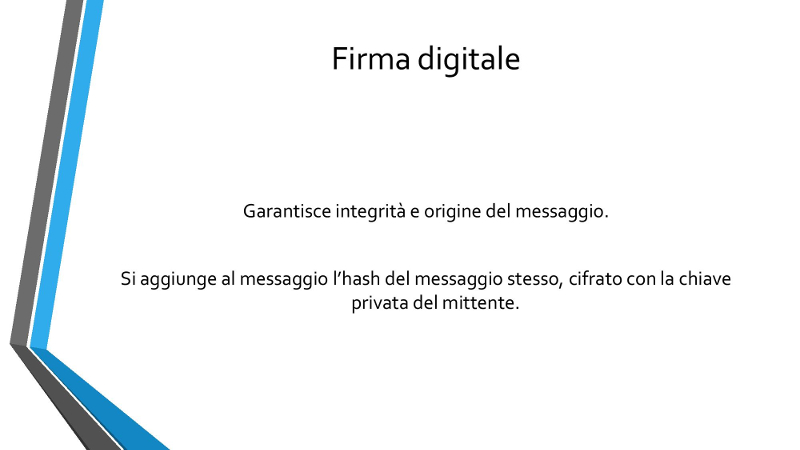 Firma digitale
Garantisce integrità e origine del messaggio.
Si aggiunge al messaggio l’hash del messaggio stesso, cifrato con la chiave
privata del mittente.